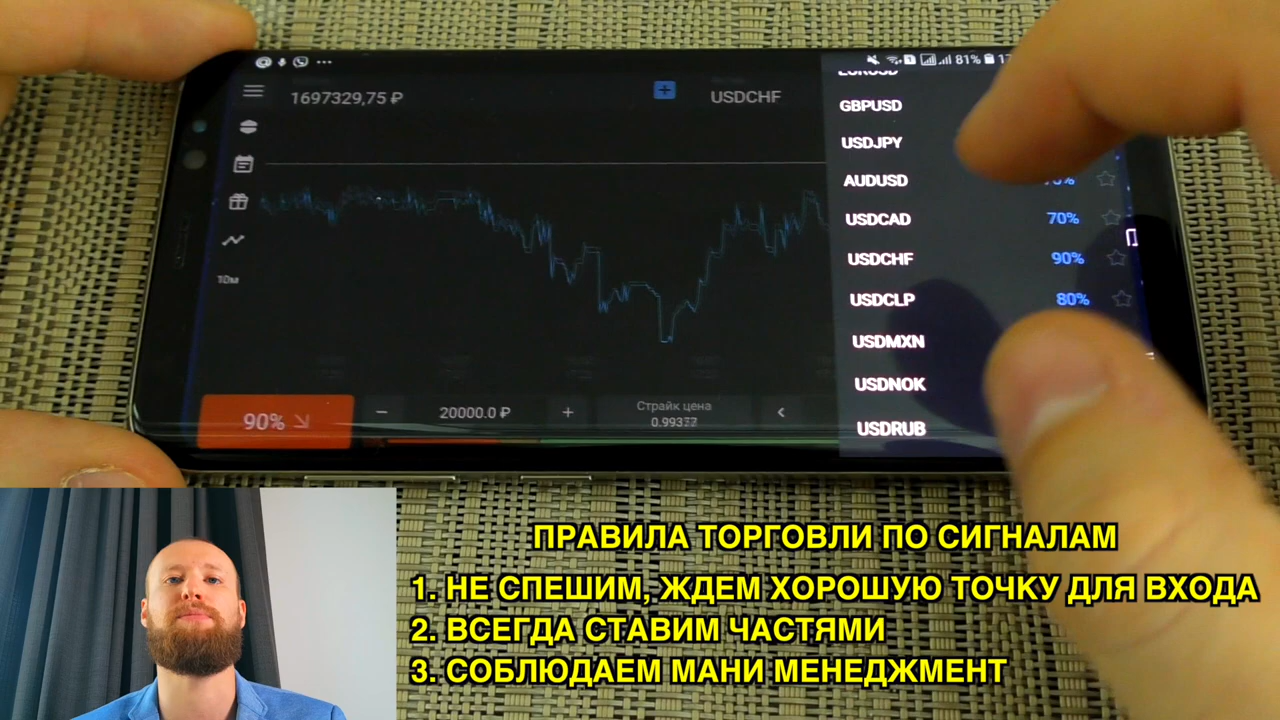 81%
1697329,75 ₽
USDCHF
GBPUSD
USDJPY
AUDUSD
USDCAD 70%
USDCHF 90%
USDCLP 80%
USDMXN
USDNOK
USDRUB
10м
90%
20000.0 ₽
Страйк цена
ПРАВИЛА ТОРГОВЛИ ПО СИГНАЛАМ
1. НЕ СПЕШИМ, ЖДЕМ ХОРОШУЮ ТОЧКУ ДЛЯ ВХОДА
2. ВСЕГДА СТАВИМ ЧАСТЯМИ
3. СОБЛЮДАЕМ МАНИ МЕНЕДЖМЕНТ